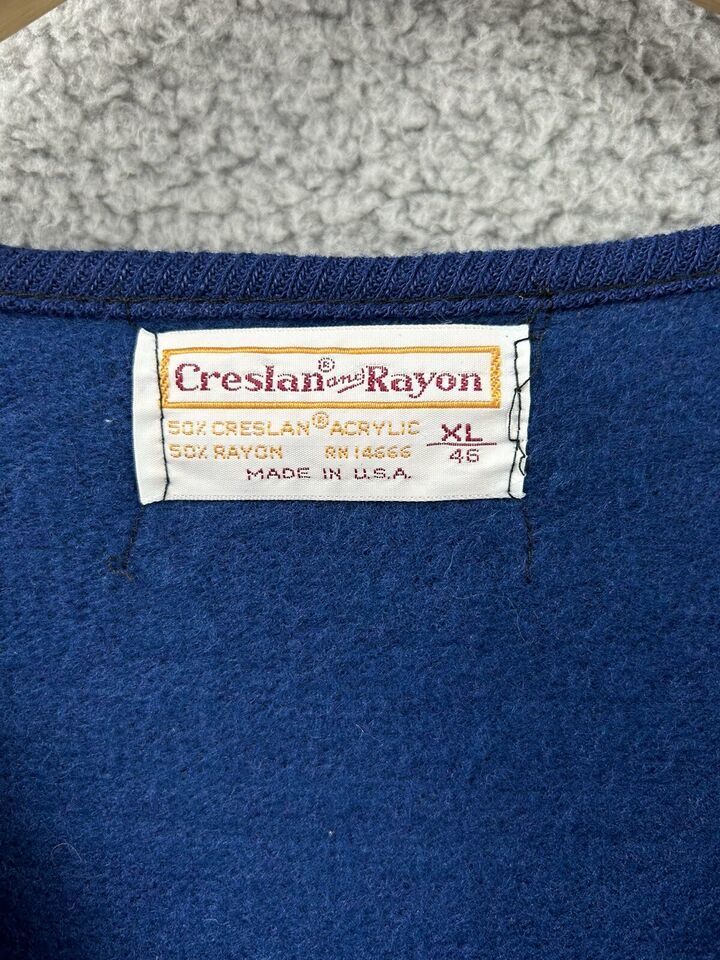 Creslan® and Rayon
50% CRESLAN® ACRYLIC
50% RAYON RN 14666
XL
46
MADE IN U.S.A.